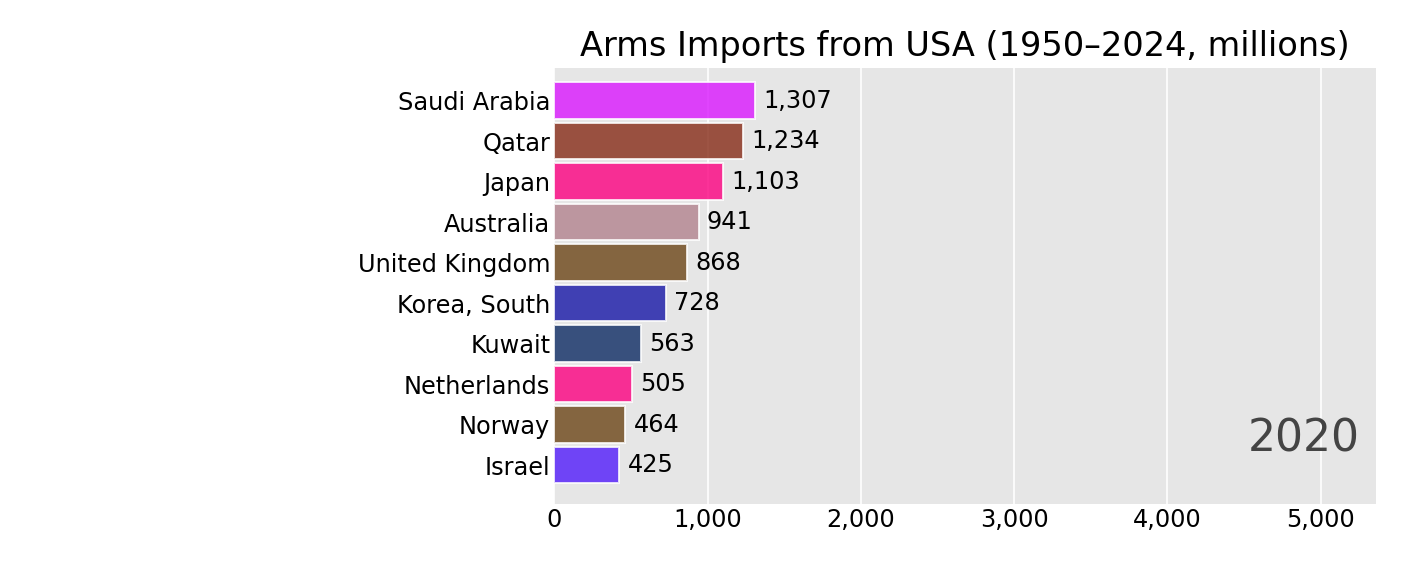 Arms Imports from USA (1950–2024, millions)
Saudi Arabia 1,307
Qatar 1,234
Japan 1,103
Australia 941
United Kingdom 868
Korea, South 728
Kuwait 563
Netherlands 505
Norway 464
Israel 425
2020
0 1,000 2,000 3,000 4,000 5,000